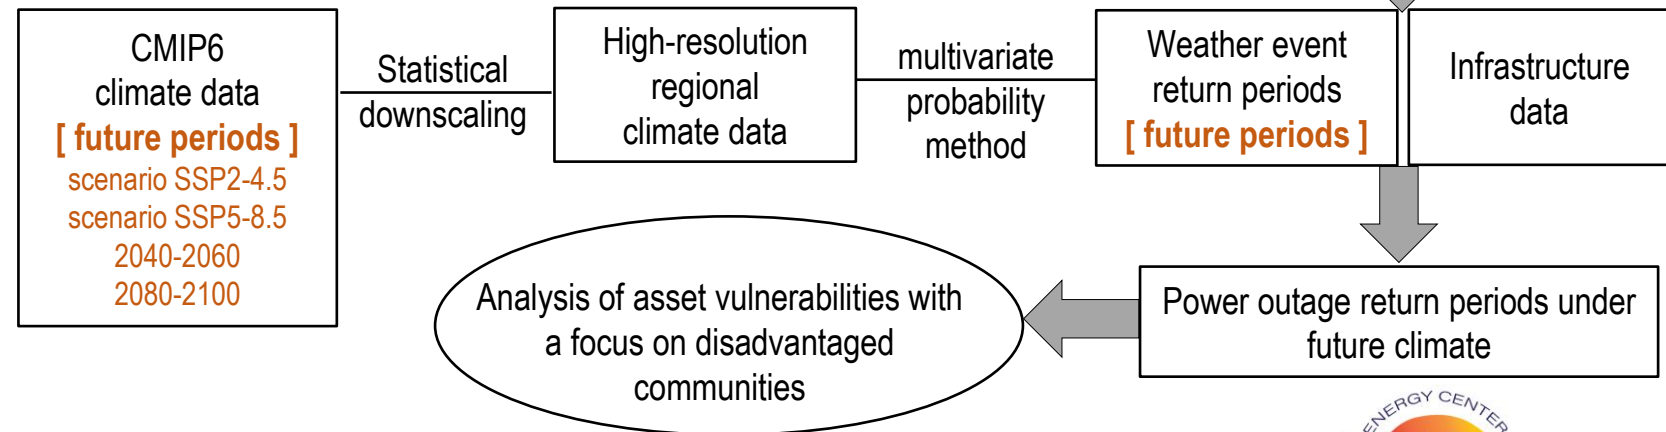 CMIP6
climate data
[ future periods ]
scenario SSP2-4.5
scenario SSP5-8.5
2040-2060
2080-2100
Statistical
downscaling
High-resolution
regional
climate data
multivariate
probability
method
Weather event
return periods
[ future periods ]
Infrastructure
data
Power outage return periods under
future climate
Analysis of asset vulnerabilities with
a focus on disadvantaged
communities
ENERGY CENTER